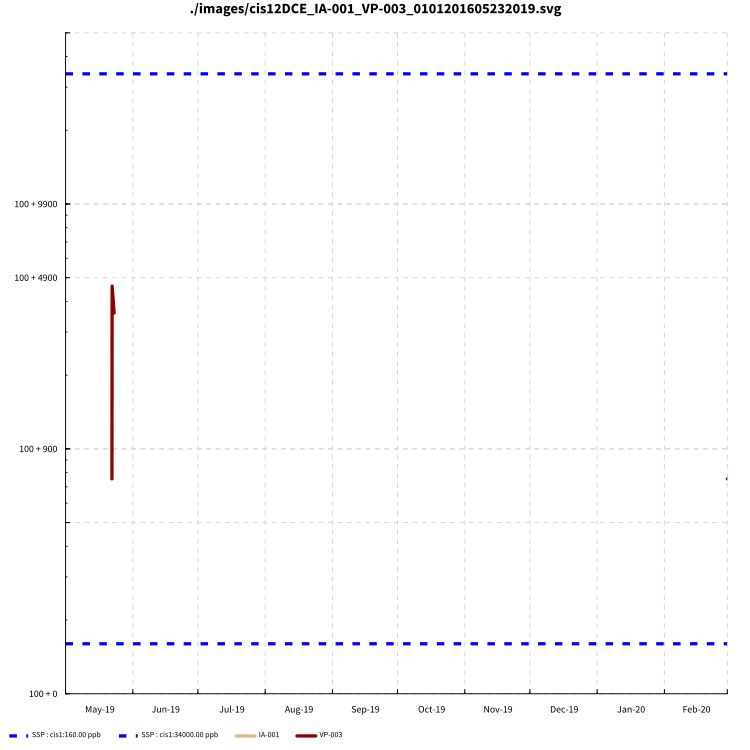 ./images/cis12DCE_IA-001_VP-003_0101201605232019.svg
100 + 9900
100 + 4900
100 + 900
100 + 0
May-19 Jun-19 Jul-19 Aug-19 Sep-19 Oct-19 Nov-19 Dec-19 Jan-20 Feb-20
SSP : cis1:160.00 ppb SSP : cis1:34000.00 ppb IA-001 VP-003